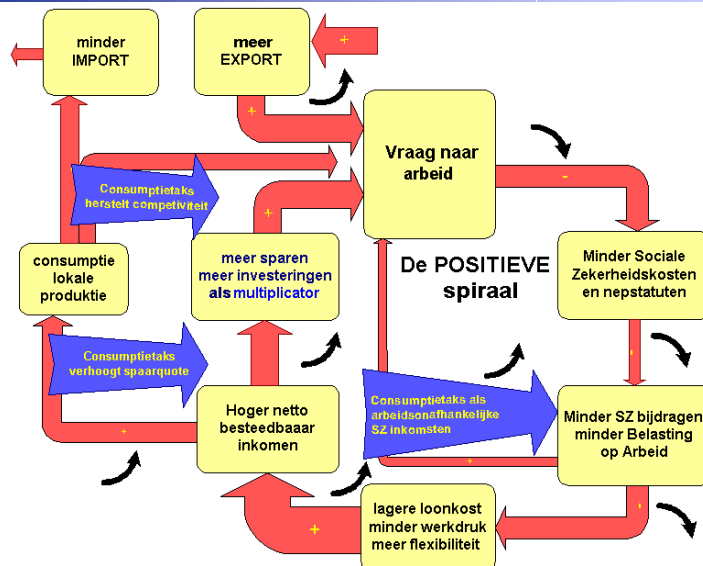 minder
IMPORT
meer
EXPORT
+
+
Vraag naar
arbeid
-
Consumptietaks
herstelt competiviteit
+
consumptie
lokale
produktie
meer sparen
meer investeringen
als multiplicator
De POSITIEVE
spiraal
Minder Sociale
Zekerheidskosten
en nepstatuten
-
Consumptietaks
verhoogt spaarquote
Consumptietaks als
arbeidsonafhankelijke
SZ inkomsten
Hoger netto
besteedbaaar
inkomen
Minder SZ bijdragen
minder Belasting
op Arbeid
+
+
-
lagere loonkost
minder werkdruk
meer flexibiliteit
+